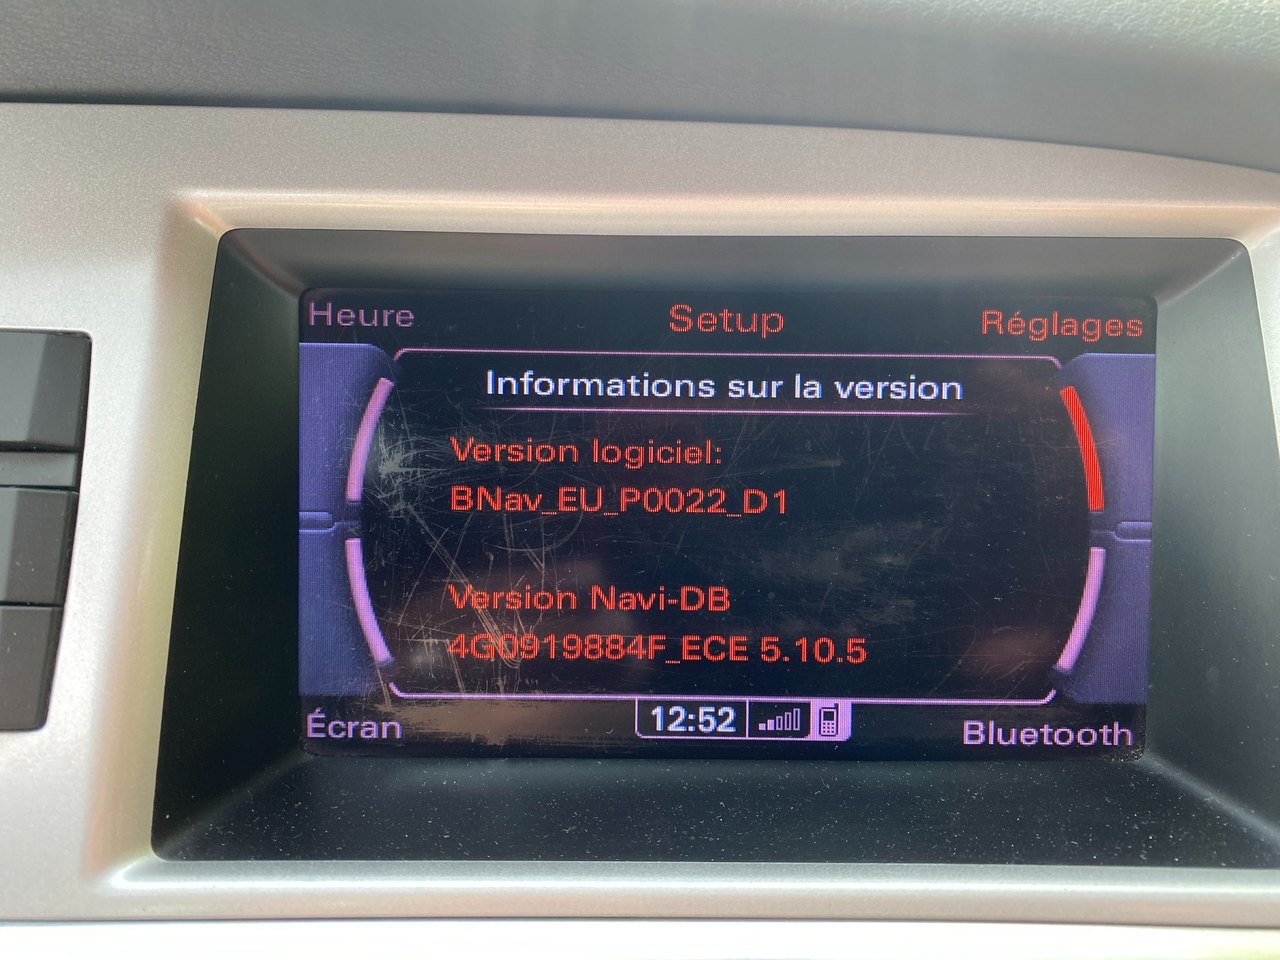 Heure
Setup
Réglages
Informations sur la version
Version logiciel:
BNav_EU_P0022_D1
Version Navi-DB
4G0919884F_ECE 5.10.5
Écran
12:52
Bluetooth